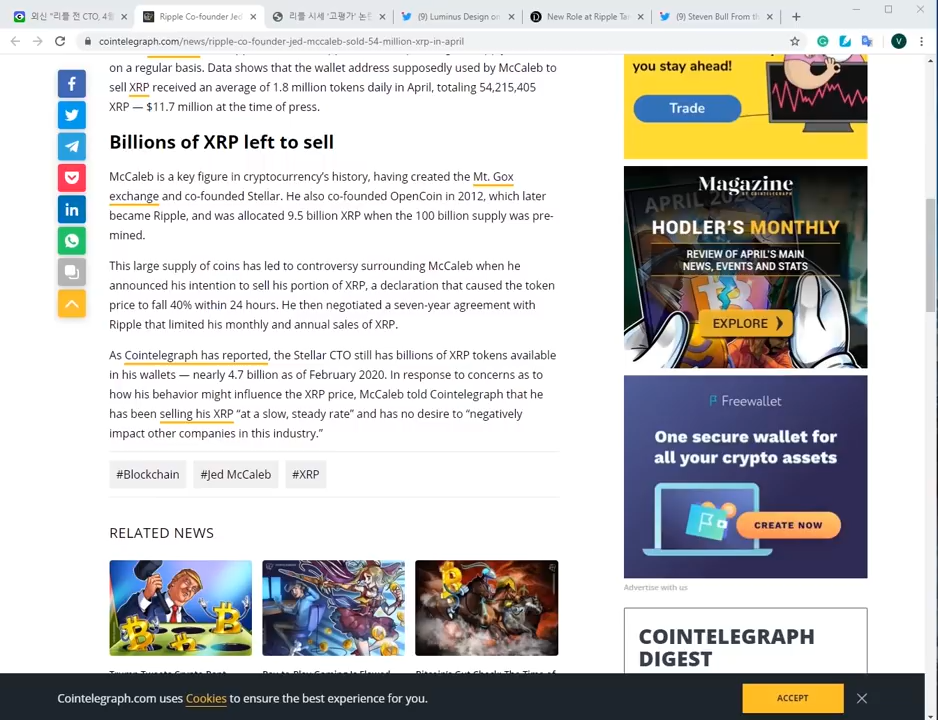 외신 "리플 전 CTO, 4월
Ripple Co-founder Jed
리플 시세 '고평가' 논
(9) Luminus Design on
New Role at Ripple Ta
(9) Steven Bull From th
cointelegraph.com/news/ripple-co-founder-jed-mccaleb-sold-54-million-xrp-in-april
V
on a regular basis. Data shows that the wallet address supposedly used by McCaleb to
sell XRP received an average of 1.8 million tokens daily in April, totaling 54,215,405
XRP — $11.7 million at the time of press.
Billions of XRP left to sell
McCaleb is a key figure in cryptocurrency's history, having created the Mt. Gox
exchange and co-founded Stellar. He also co-founded OpenCoin in 2012, which later
became Ripple, and was allocated 9.5 billion XRP when the 100 billion supply was pre-
mined.
This large supply of coins has led to controversy surrounding McCaleb when he
announced his intention to sell his portion of XRP, a declaration that caused the token
price to fall 40% within 24 hours. He then negotiated a seven-year agreement with
Ripple that limited his monthly and annual sales of XRP.
As Cointelegraph has reported, the Stellar CTO still has billions of XRP tokens available
in his wallets — nearly 4.7 billion as of February 2020. In response to concerns as to
how his behavior might influence the XRP price, McCaleb told Cointelegraph that he
has been selling his XRP “at a slow, steady rate” and has no desire to “negatively
impact other companies in this industry.”
#Blockchain
#Jed McCaleb
#XRP
RELATED NEWS
you stay ahead!
Trade
Magazine
APRIL 2020
HODLER'S MONTHLY
REVIEW OF APRIL'S MAIN
NEWS, EVENTS AND STATS
EXPLORE
Freewallet
One secure wallet for
all your crypto assets
CREATE NOW
Advertise with us
COINTELEGRAPH
DIGEST
Cointelegraph.com uses Cookies to ensure the best experience for you.
ACCEPT